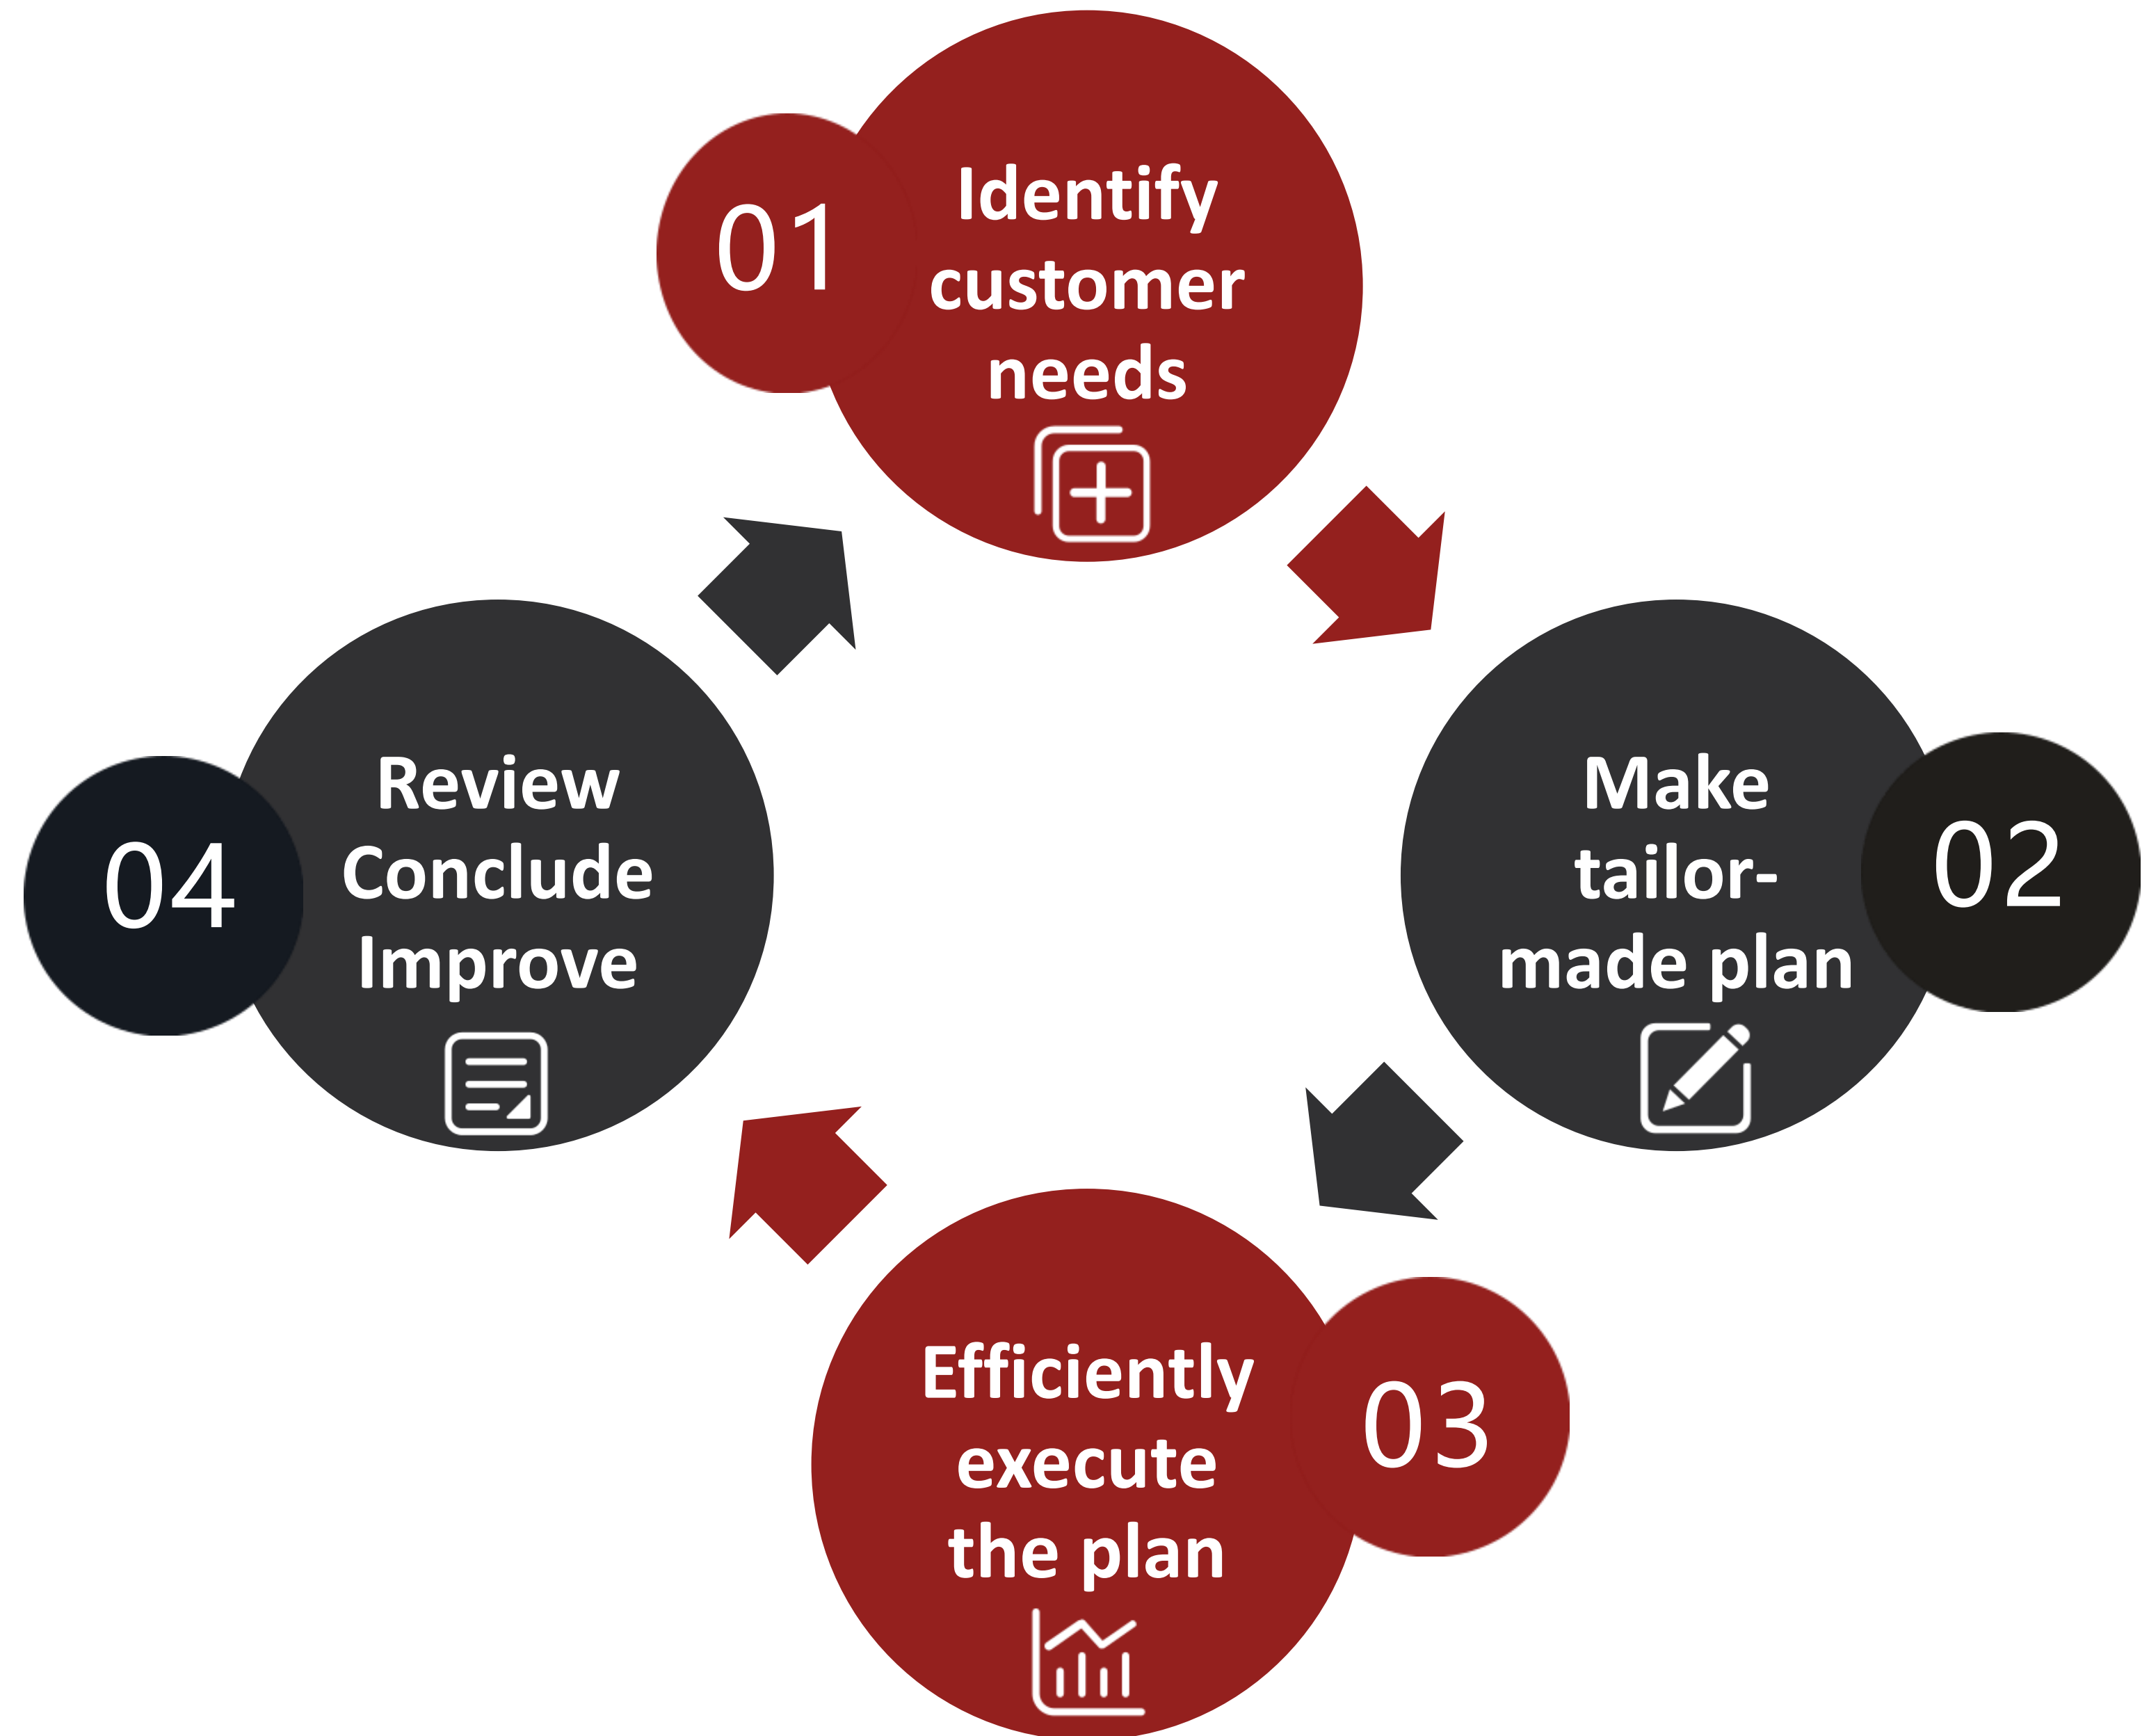 01
Identify
customer
needs
02
Make
tailor-
made plan
03
Efficiently
execute
the plan
04
Review
Conclude
Improve